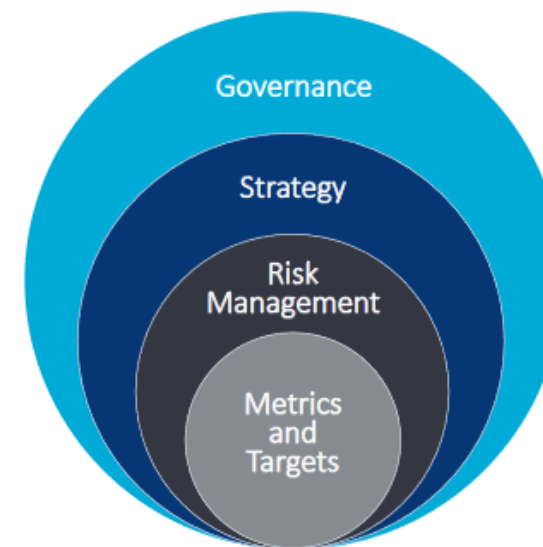 Governance
Strategy
Risk
Management
Metrics
and
Targets